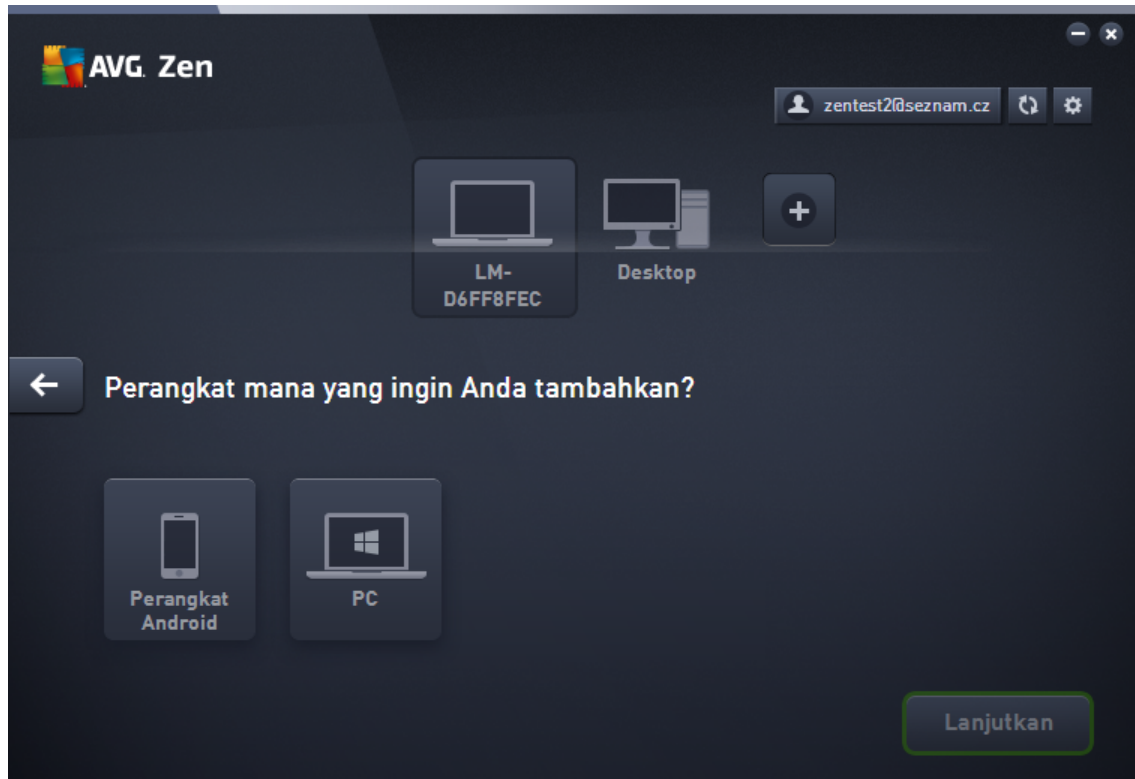 AVG. Zen
zentest2@seznam.cz
LM-
D6FF8FEC
Desktop
Perangkat mana yang ingin Anda tambahkan?
Perangkat
Android
PC
Lanjutkan